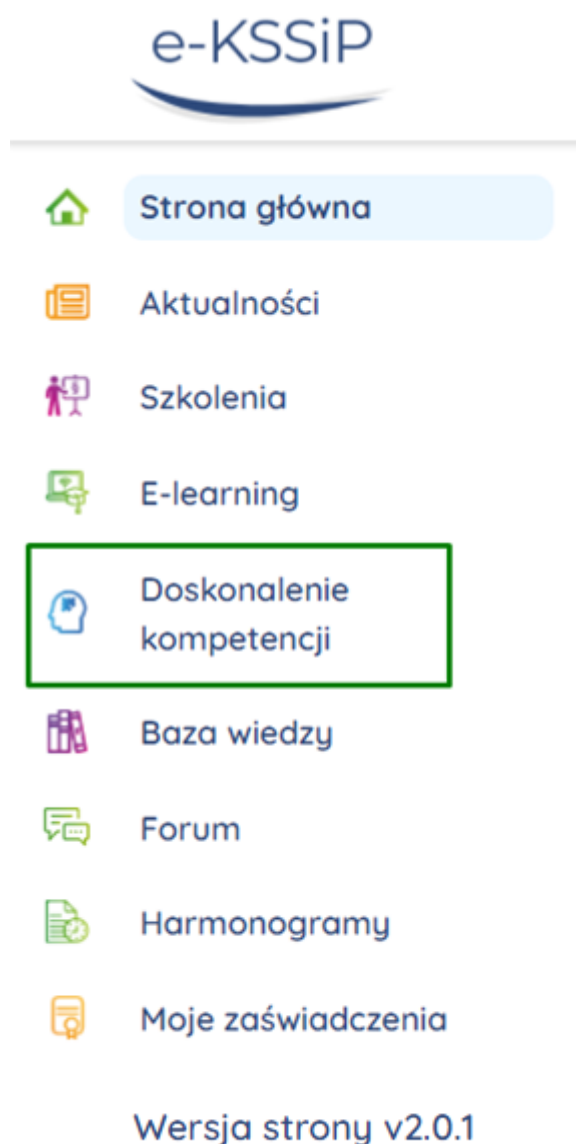 e-KSSiP
Strona główna
Aktualności
Szkolenia
E-learning
Doskonalenie
kompetencji
Baza wiedzy
Forum
Harmonogramy
Moje zaświadczenia
Wersja strony v2.0.1